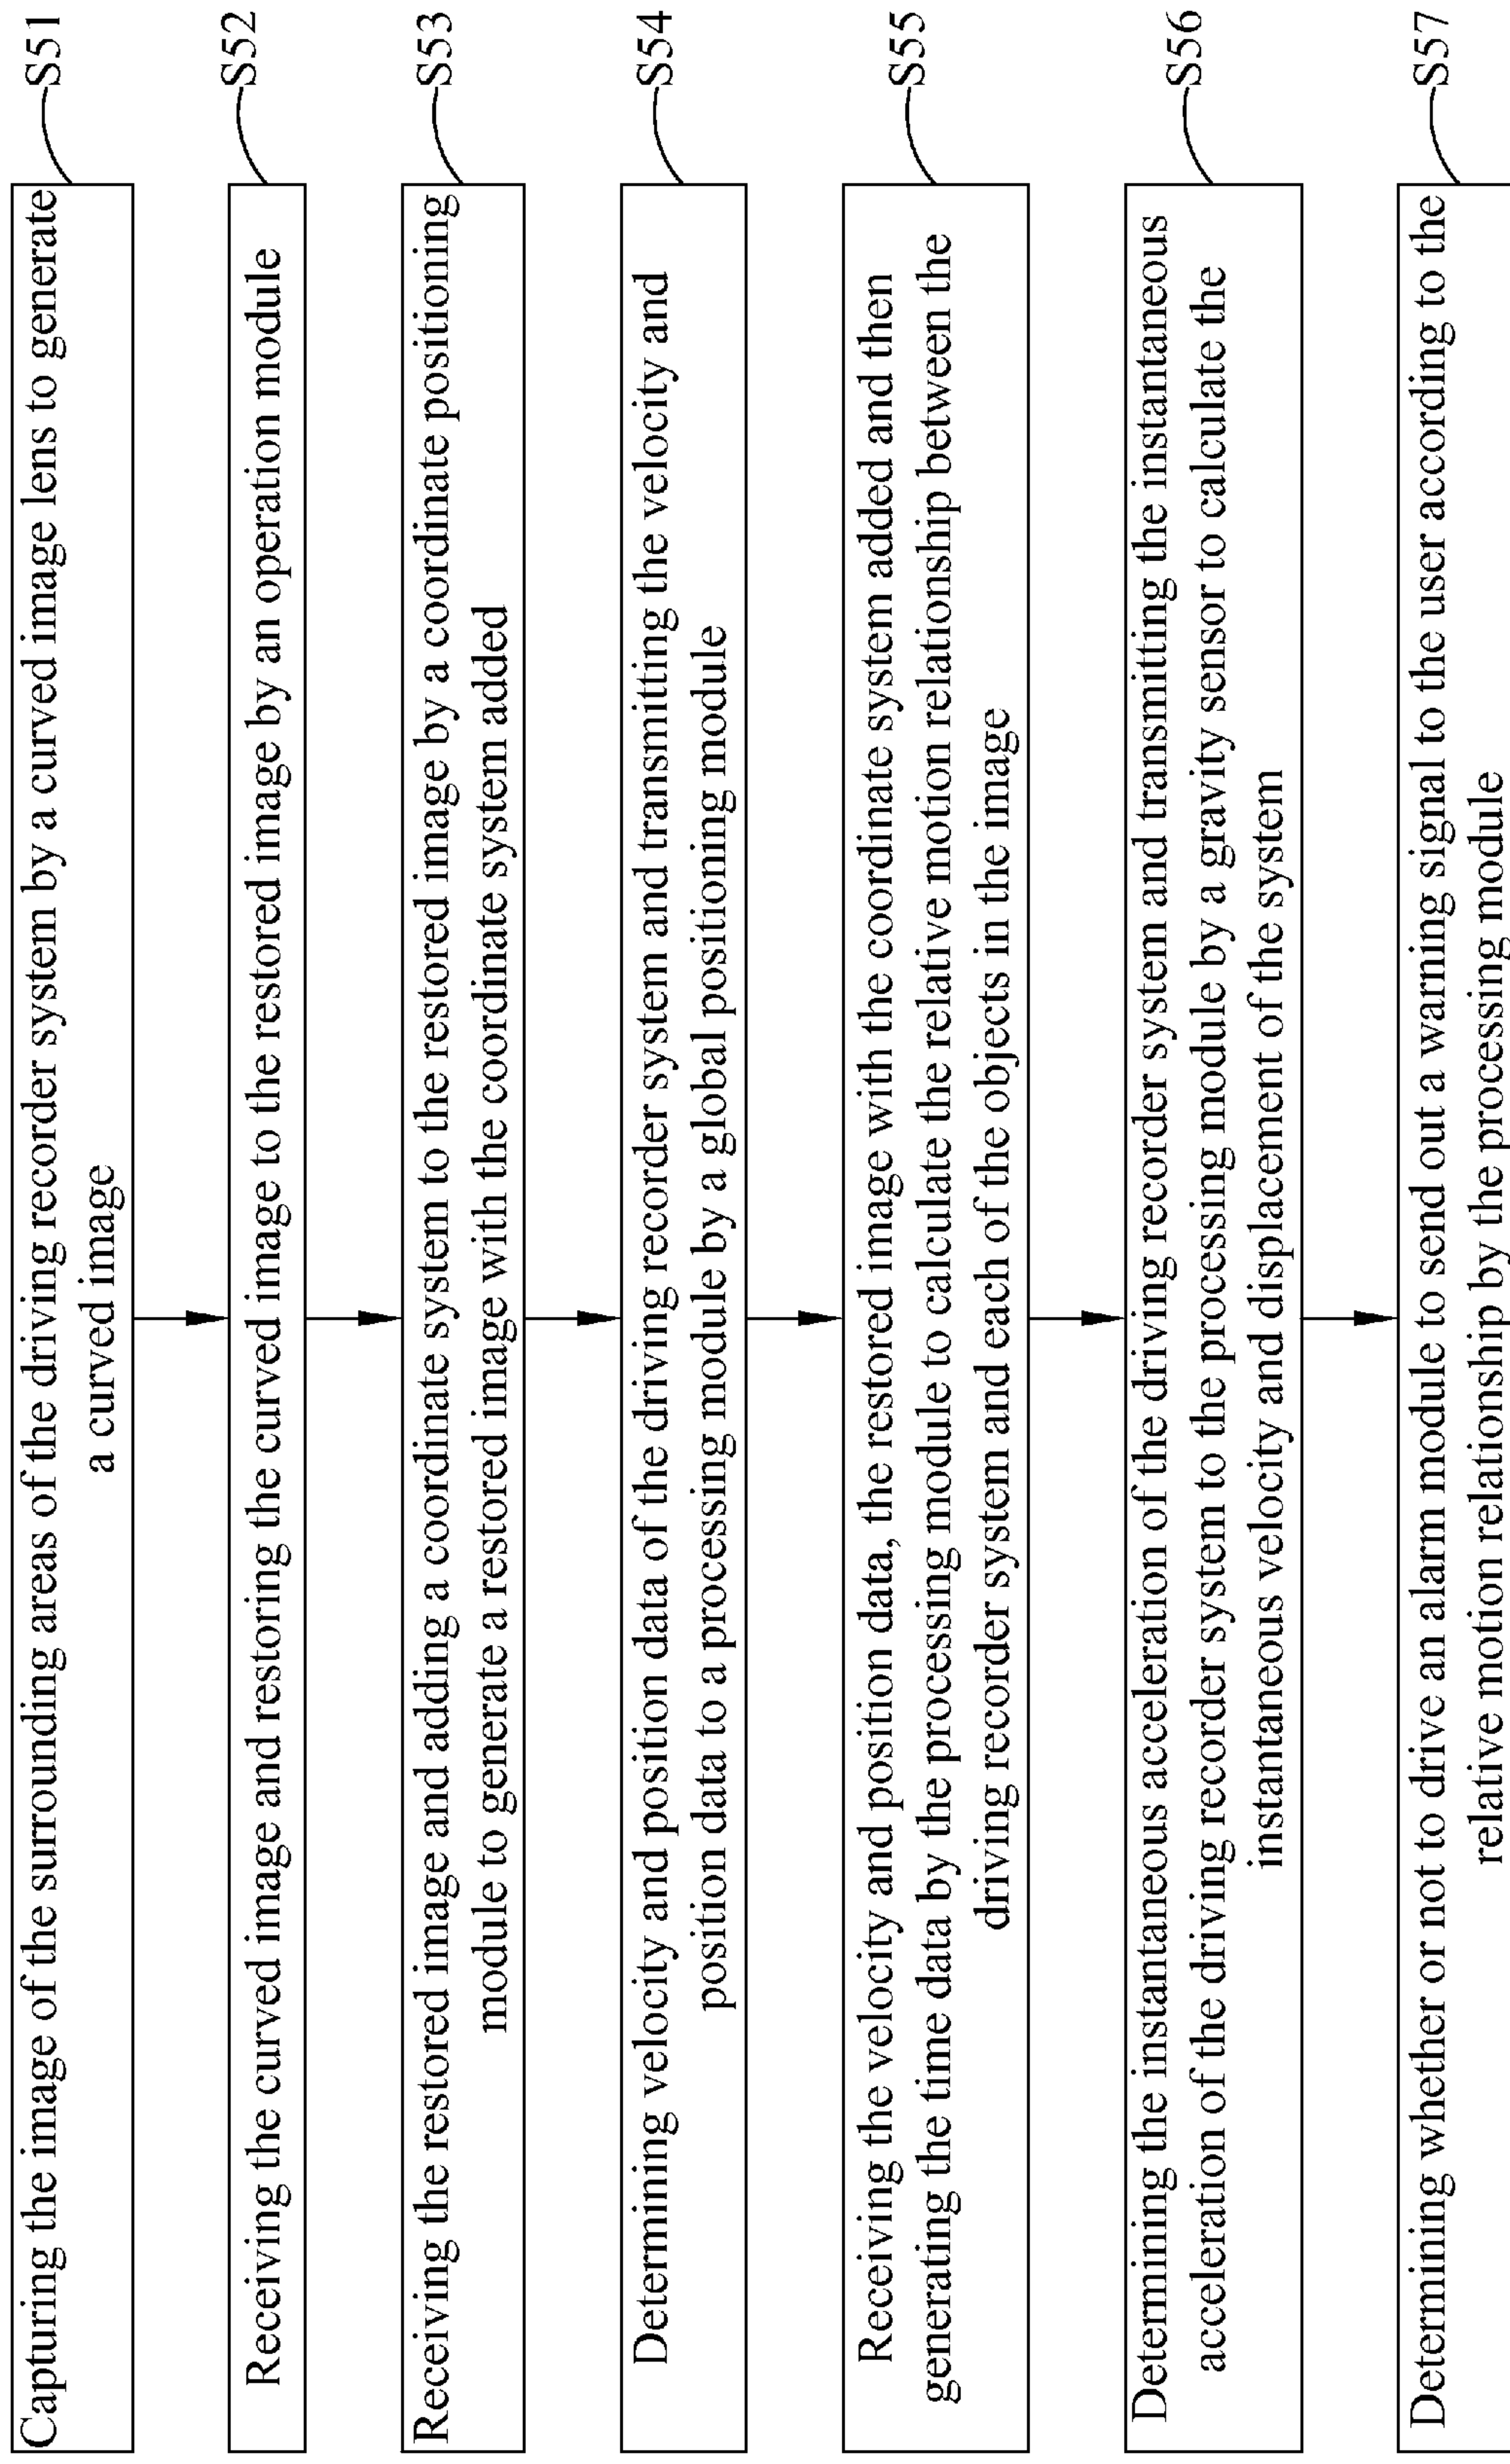 Capturing the image of the surrounding areas of the driving recorder system by a curved image lens to generate
a curved image
S51
Receiving the curved image and restoring the curved image to the restored image by an operation module
S52
Receiving the restored image and adding a coordinate system to the restored image by a coordinate positioning
module to generate a restored image with the coordinate system added
S53
Determining velocity and position data of the driving recorder system and transmitting the velocity and
position data to a processing module by a global positioning module
S54
Receiving the velocity and position data, the restored image with the coordinate system added and then
generating the time data by the processing module to calculate the relative motion relationship between the
driving recorder system and each of the objects in the image
S55
Determining the instantaneous acceleration of the driving recorder system and transmitting the instantaneous
acceleration of the driving recorder system to the processing module by a gravity sensor to calculate the
instantaneous velocity and displacement of the system
S56
Determining whether or not to drive an alarm module to send out a warning signal to the user according to the
relative motion relationship by the processing module
S57